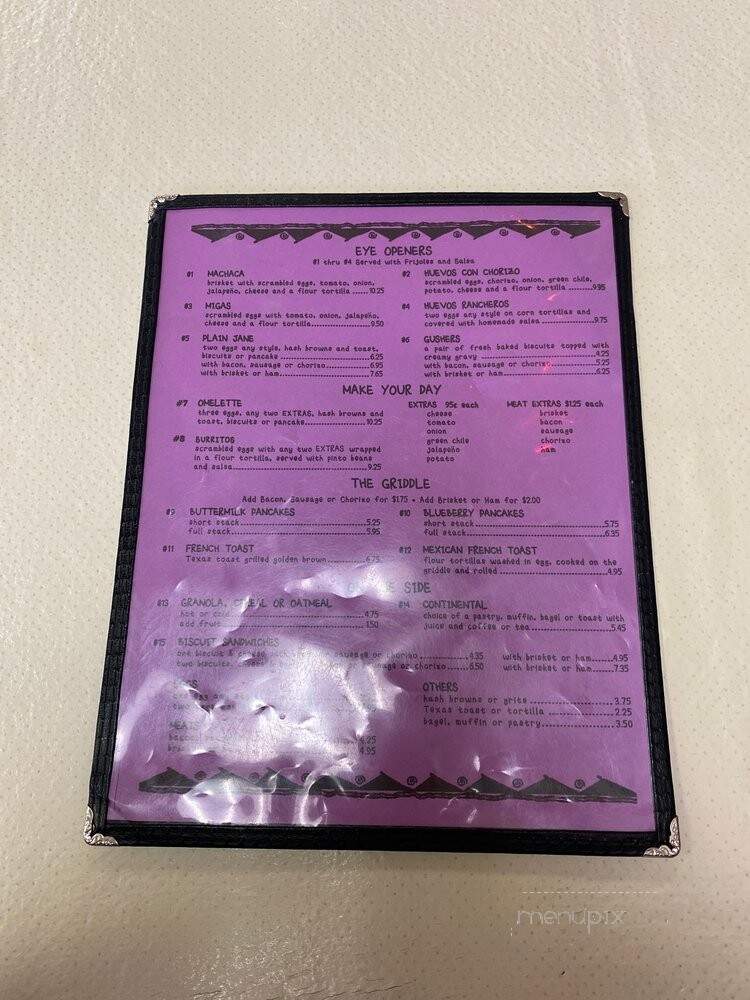 EYE OPENERS
#1 thru #4 Served with Frijoles and Salsa
#1 MACHACA
brisket with scrambled eggs, tomato, onion,
jalapeño, cheese and a flour tortilla ......10.25
#2 HUEVOS CON CHORIZO
scrambled eggs, chorizo, onion, green chile,
potato, cheese and a flour tortilla ..........9.95
#3 MIGAS
scrambled eggs with tomato, onion, jalapeño,
cheese and a flour tortilla....................9.50
#4 HUEVOS RANCHEROS
two eggs any style on corn tortillas and
covered with homemade salsa ..................9.75
#5 PLAIN JANE
two eggs any style, hash browns and toast,
biscuits or pancake ............................6.25
with bacon, sausage or chorizo...............6.95
with brisket or ham............................7.65
#6 GUSHERS
a pair of fresh baked biscuits topped with
creamy gravy ...................................4.25
with bacon, sausage or chorizo...............5.25
with brisket or ham............................6.25
MAKE YOUR DAY
#7 OMELETTE
three eggs, any two EXTRAS, hash browns and
toast, biscuits or pancake....................10.25
#8 BURRITOS
scrambled eggs with any two EXTRAS wrapped
in a flour tortilla, served with pinto beans
and salsa........................................9.25
EXTRAS 95¢ each
cheese
tomato
onion
green chile
jalapeño
potato
MEAT EXTRAS $1.25 each
brisket
bacon
sausage
chorizo
ham
THE GRIDDLE
Add Bacon, Sausage or Chorizo for $1.75 • Add Brisket or Ham for $2.00
#9 BUTTERMILK PANCAKES
short stack....................................5.25
full stack.....................................5.95
#10 BLUEBERRY PANCAKES
short stack....................................5.75
full stack.....................................6.35
#11 FRENCH TOAST
Texas toast grilled golden brown............6.75
#12 MEXICAN FRENCH TOAST
flour tortillas washed in egg, cooked on the
griddle and rolled .............................4.95
SIDE
#13 GRANOLA, CEREAL OR OATMEAL
hot or cold ....................................4.75
add fruit ......................................1.50
#14 CONTINENTAL
choice of a pastry, muffin, bagel or toast with
juice and coffee or tea........................5.45
#15 BISCUIT SANDWICHES
one biscuit sausage or chorizo ............4.35 with brisket or ham......4.95
two biscuits, sausage or chorizo ..........6.50 with brisket or ham......7.35
EGGS
MEATS
4.25
4.95
OTHERS
hash browns or grits ......................3.75
Texas toast or tortilla ...................2.25
bagel, muffin or pastry...................3.50
menupix